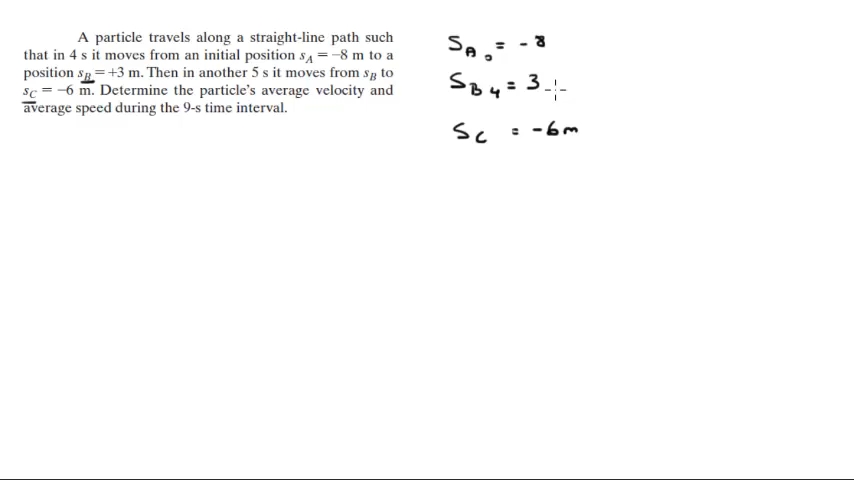 A particle travels along a straight-line path such
that in 4 s it moves from an initial position sA = −8 m to a
position sB = +3 m. Then in another 5 s it moves from sB to
sC = −6 m. Determine the particle's average velocity and
average speed during the 9-s time interval.
SA0 = - 8
SB4 = 3
SC = -6m